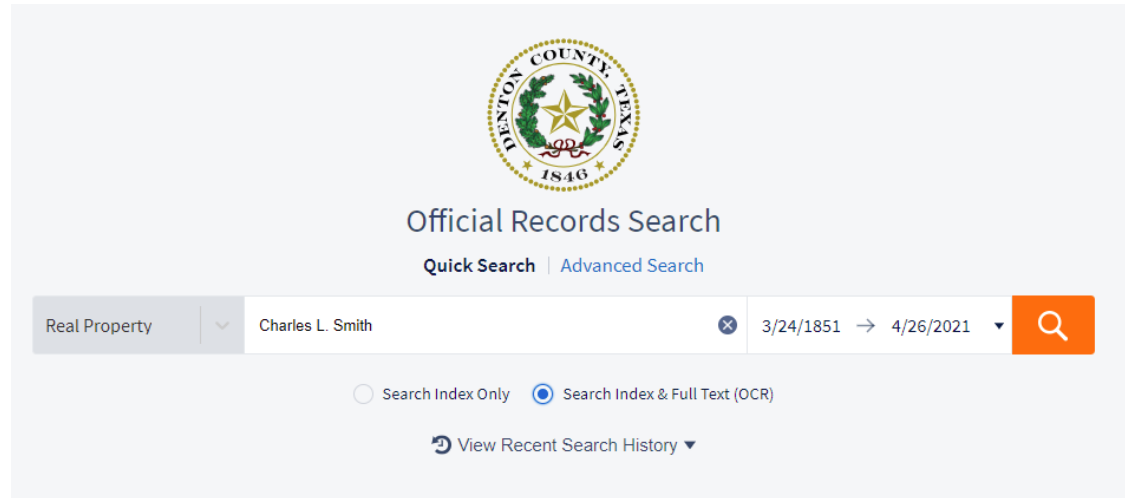 DENTON COUNTY, TEXAS
1846
Official Records Search
Quick Search | Advanced Search
Real Property Charles L. Smith 3/24/1851 → 4/26/2021
Search Index Only Search Index & Full Text (OCR)
View Recent Search History